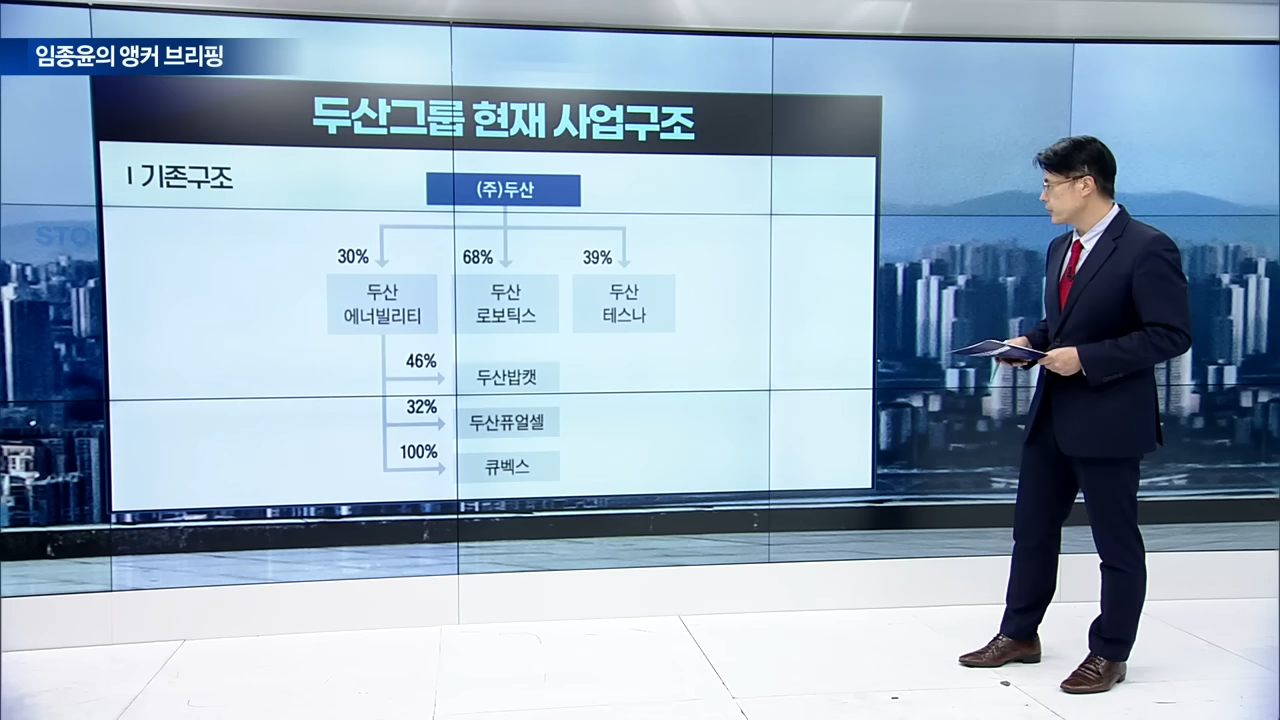 임종윤의 앵커 브리핑
두산그룹 현재 사업구조
I 기존구조
(주)두산
30%
68%
39%
두산
에너빌리티
두산
로보틱스
두산
테스나
46%
두산밥캣
32%
두산퓨얼셀
100%
큐벡스